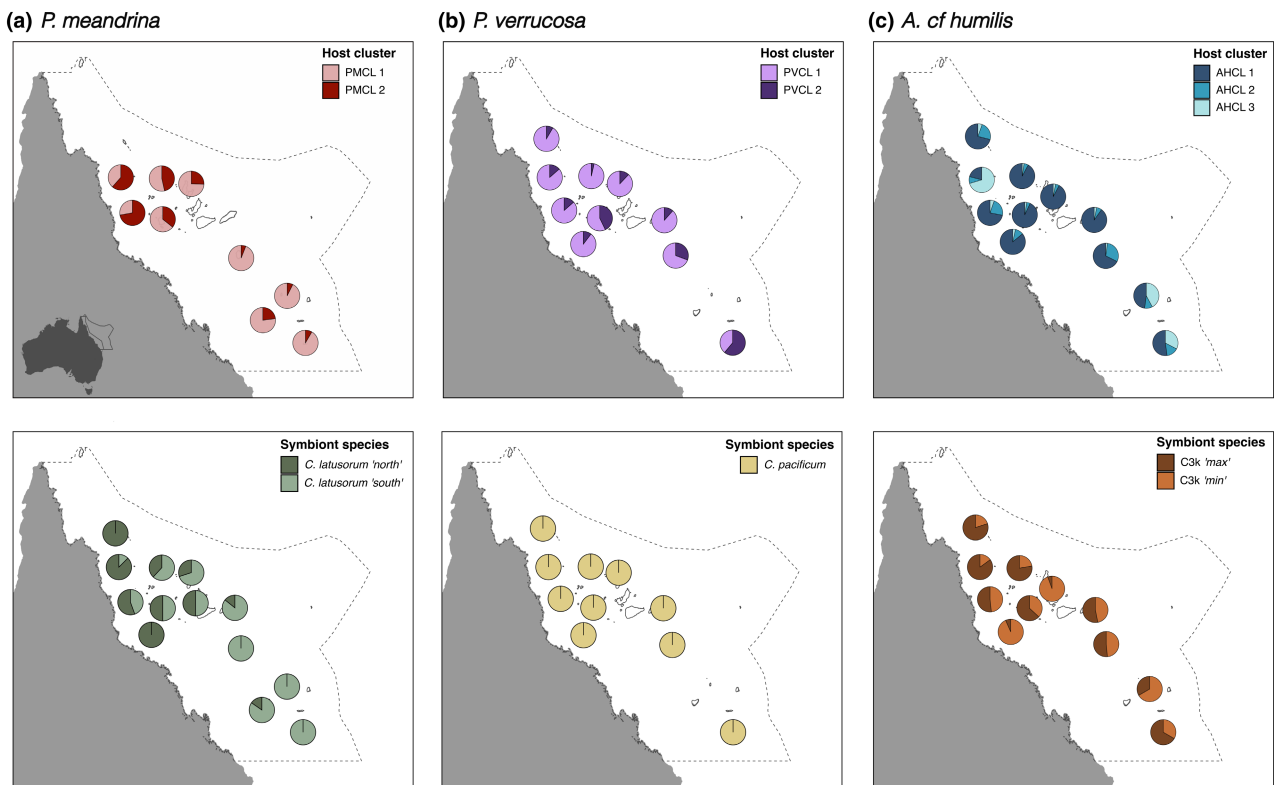 (a) P. meandrina
(b) P. verrucosa
(c) A. cf humilis
Host cluster
PMCL 1
PMCL 2
Host cluster
PVCL 1
PVCL 2
Host cluster
AHCL 1
AHCL 2
AHCL 3
Symbiont species
C. latusorum 'north'
C. latusorum 'south'
Symbiont species
C. pacificum
Symbiont species
C3k 'max'
C3k 'min'